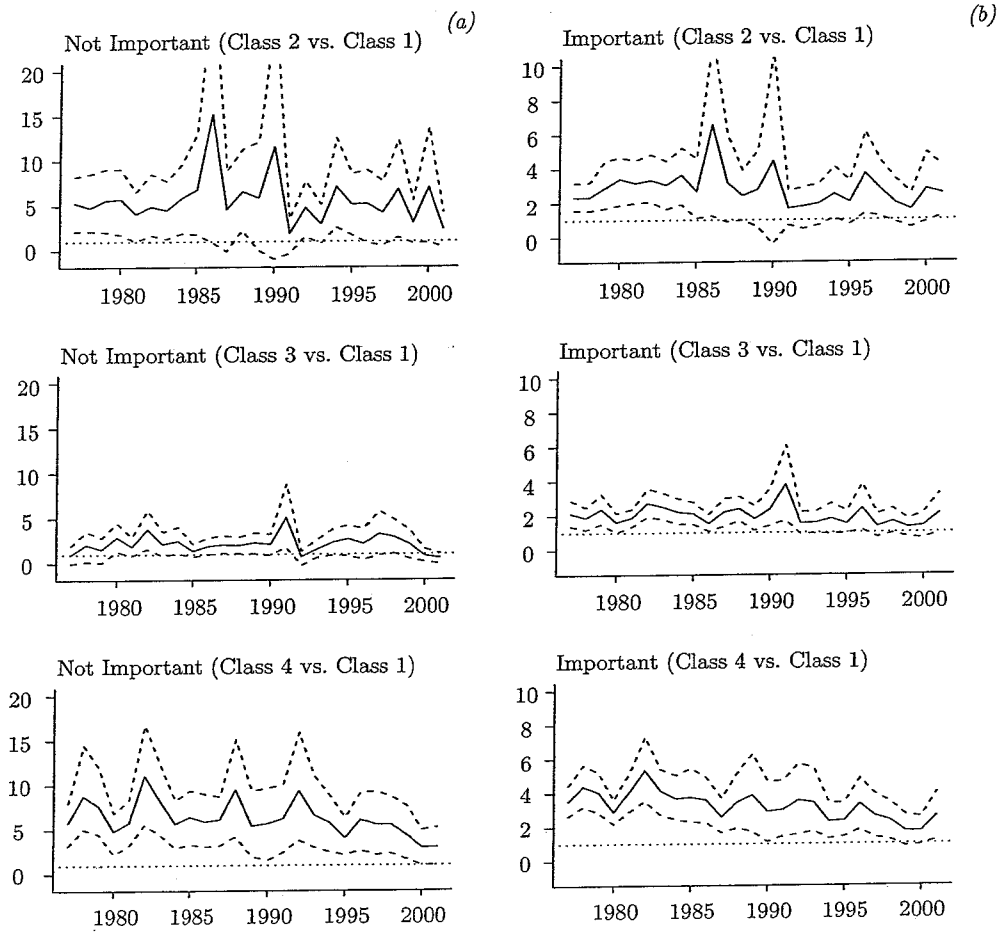 (a)
Not Important (Class 2 vs. Class 1)
20
15
10
5
0
1980 1985 1990 1995 2000
(b)
Important (Class 2 vs. Class 1)
10
8
6
4
2
0
1980 1985 1990 1995 2000
Not Important (Class 3 vs. Class 1)
20
15
10
5
0
1980 1985 1990 1995 2000
Important (Class 3 vs. Class 1)
10
8
6
4
2
0
1980 1985 1990 1995 2000
Not Important (Class 4 vs. Class 1)
20
15
10
5
0
1980 1985 1990 1995 2000
Important (Class 4 vs. Class 1)
10
8
6
4
2
0
1980 1985 1990 1995 2000